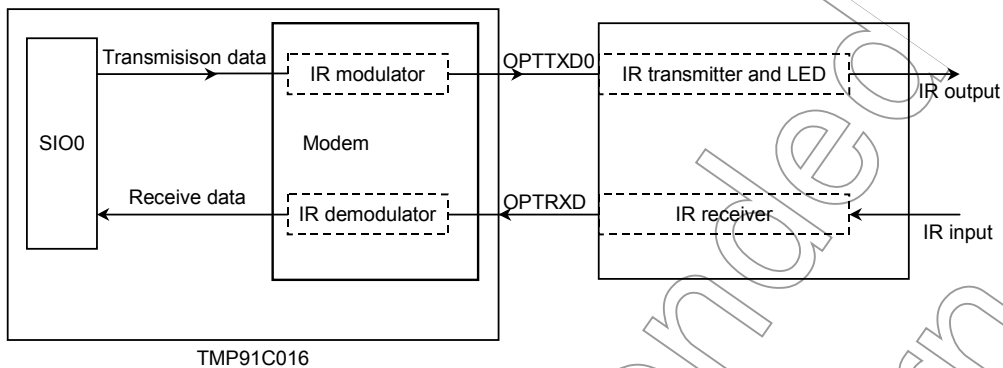 Transmisison data
OPTTXD0
IR modulator
IR transmitter and LED
IR output
SIO0
Modem
Receive data
OPTRXD
IR demodulator
IR receiver
IR input
TMP91C016